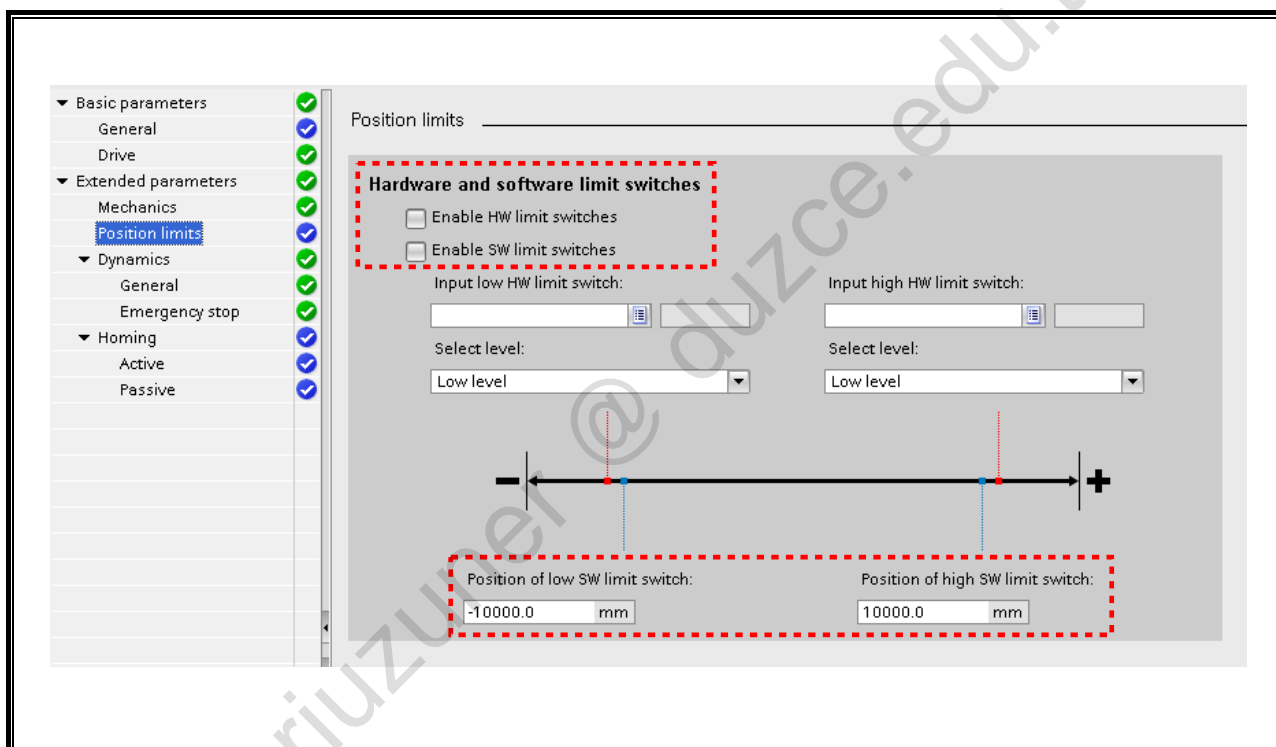 Basic parameters
General
Drive
Extended parameters
Mechanics
Position limits
Dynamics
General
Emergency stop
Homing
Active
Passive
Position limits
Hardware and software limit switches
Enable HW limit switches
Enable SW limit switches
Input low HW limit switch: Input high HW limit switch:
Select level: Select level:
Low level Low level
Position of low SW limit switch: Position of high SW limit switch:
-10000.0 mm 10000.0 mm
riuzuner @ duzce.edu.